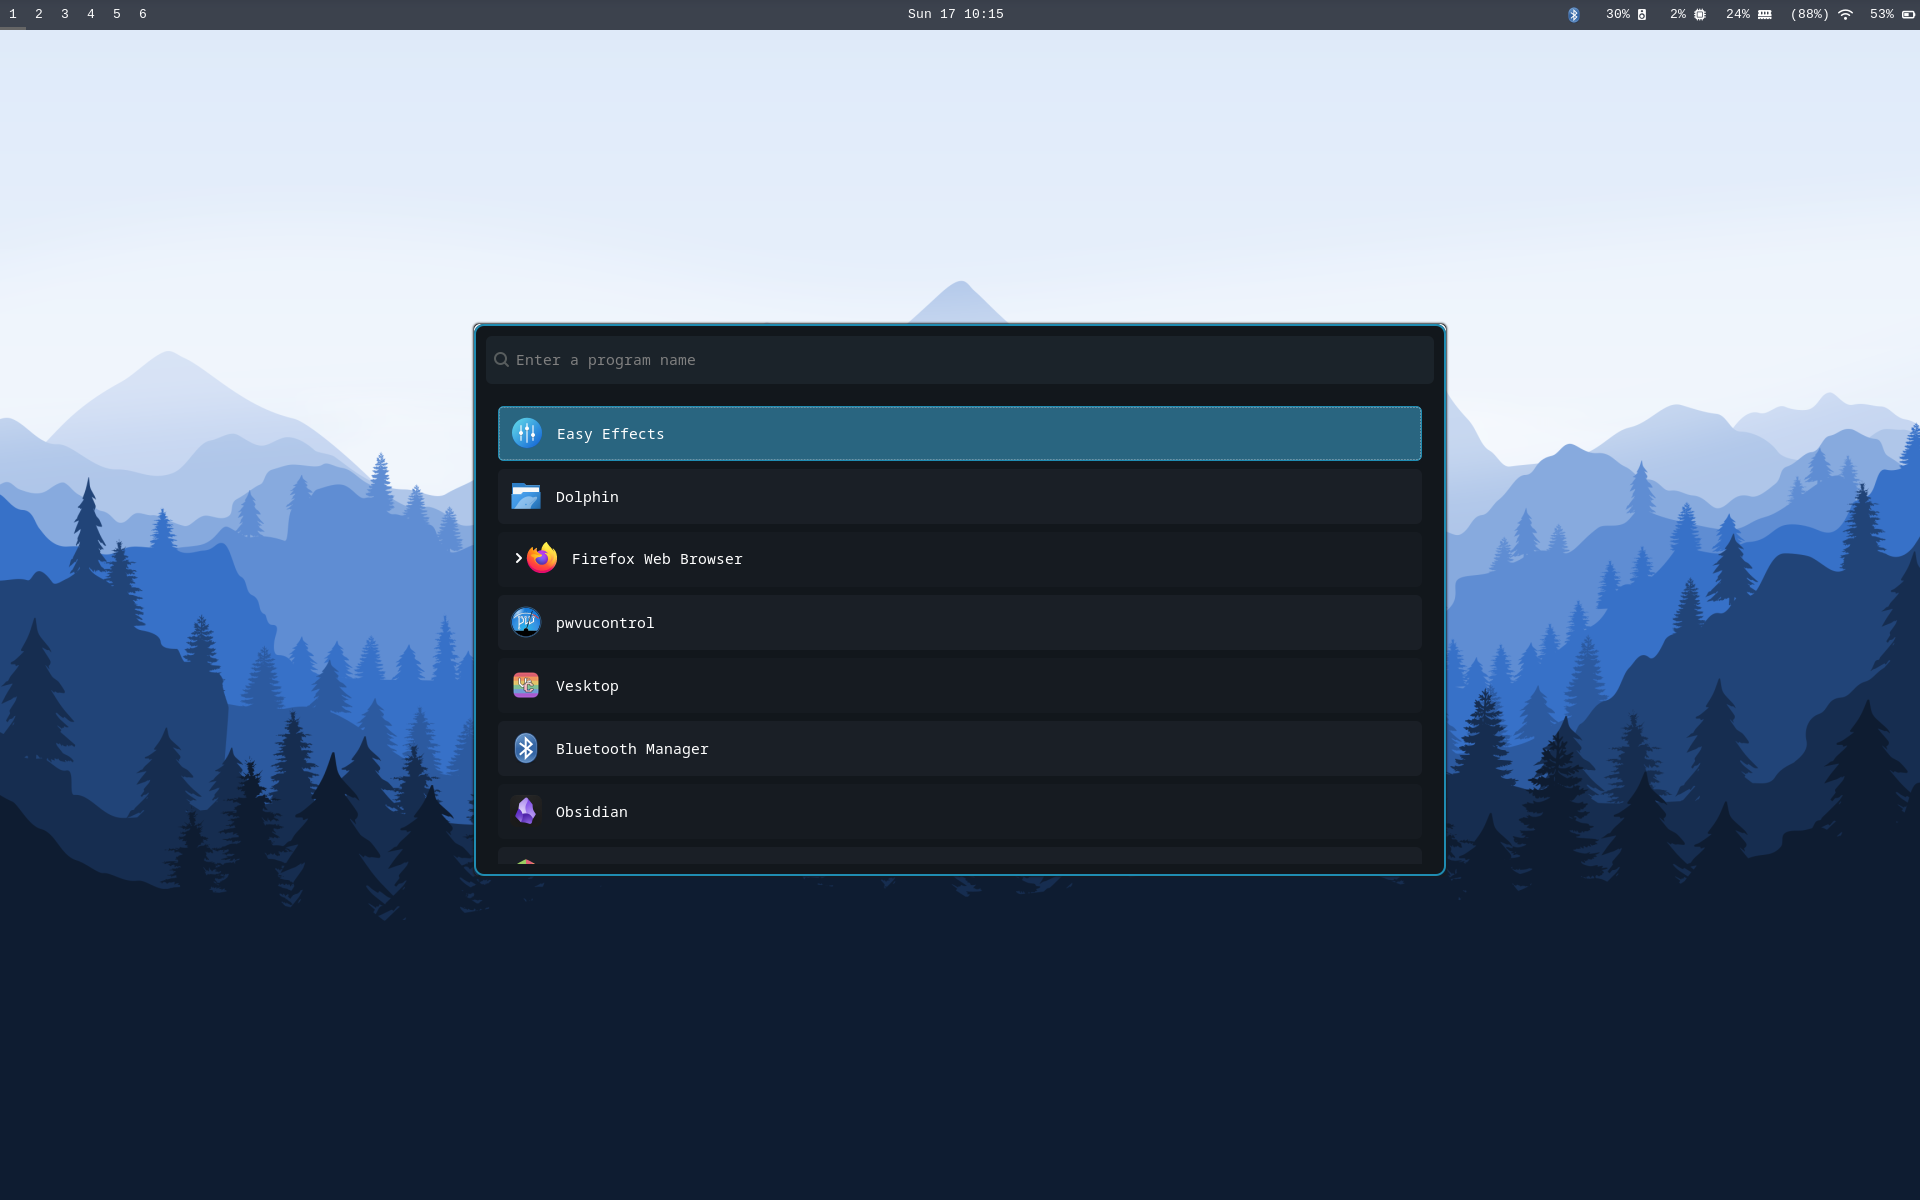 1 2 3 4 5 6 Sun 17 10:15 30% 2% 24% (88%) 53%
Enter a program name
Easy Effects
Dolphin
Firefox Web Browser
pwvucontrol
Vesktop
Bluetooth Manager
Obsidian